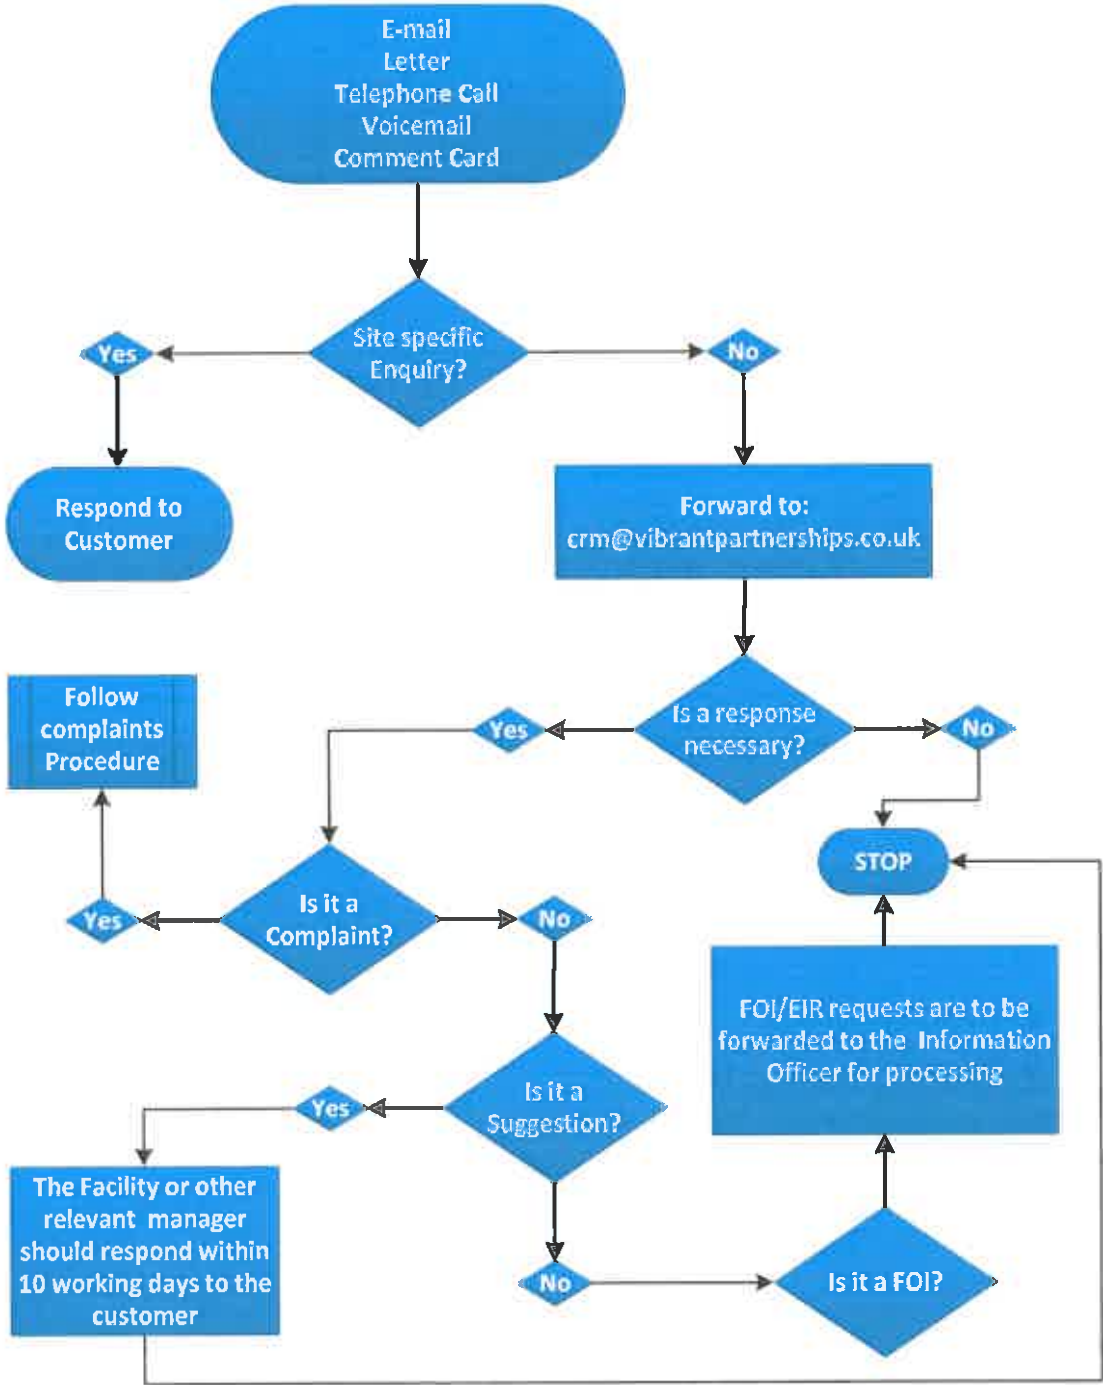 E-mail
Letter
Telephone Call
Voicemail
Comment Card
Site specific
Enquiry?
Yes
No
Respond to
Customer
Forward to:
crm@vibrantpartnerships.co.uk
Is a response
necessary?
Yes
No
Follow
complaints
Procedure
STOP
Is it a
Complaint?
Yes
No
FOI/EIR requests are to be
forwarded to the Information
Officer for processing
Is it a
Suggestion?
Yes
No
The Facility or other
relevant manager
should respond within
10 working days to the
customer
Is it a FOI?